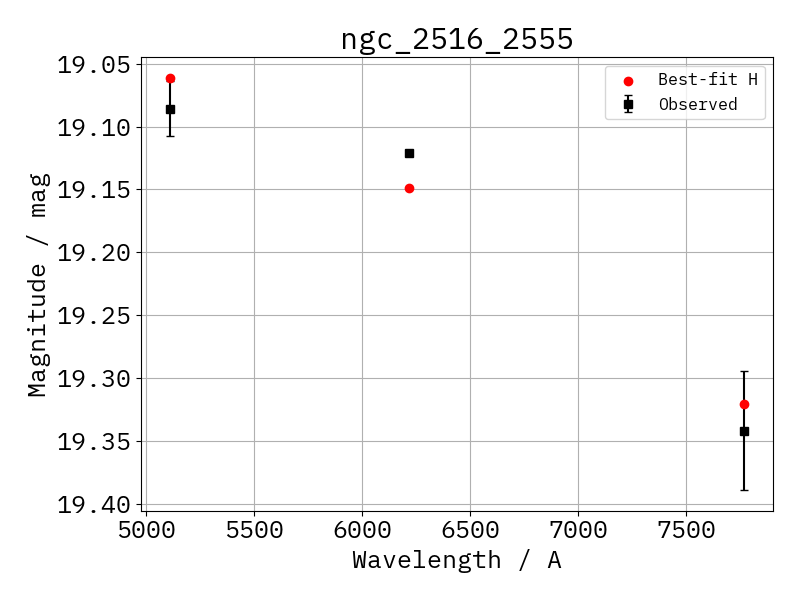 ngc_2516_2555
Best-fit H
Observed
Magnitude / mag
19.05
19.10
19.15
19.20
19.25
19.30
19.35
19.40
5000 5500 6000 6500 7000 7500
Wavelength / A